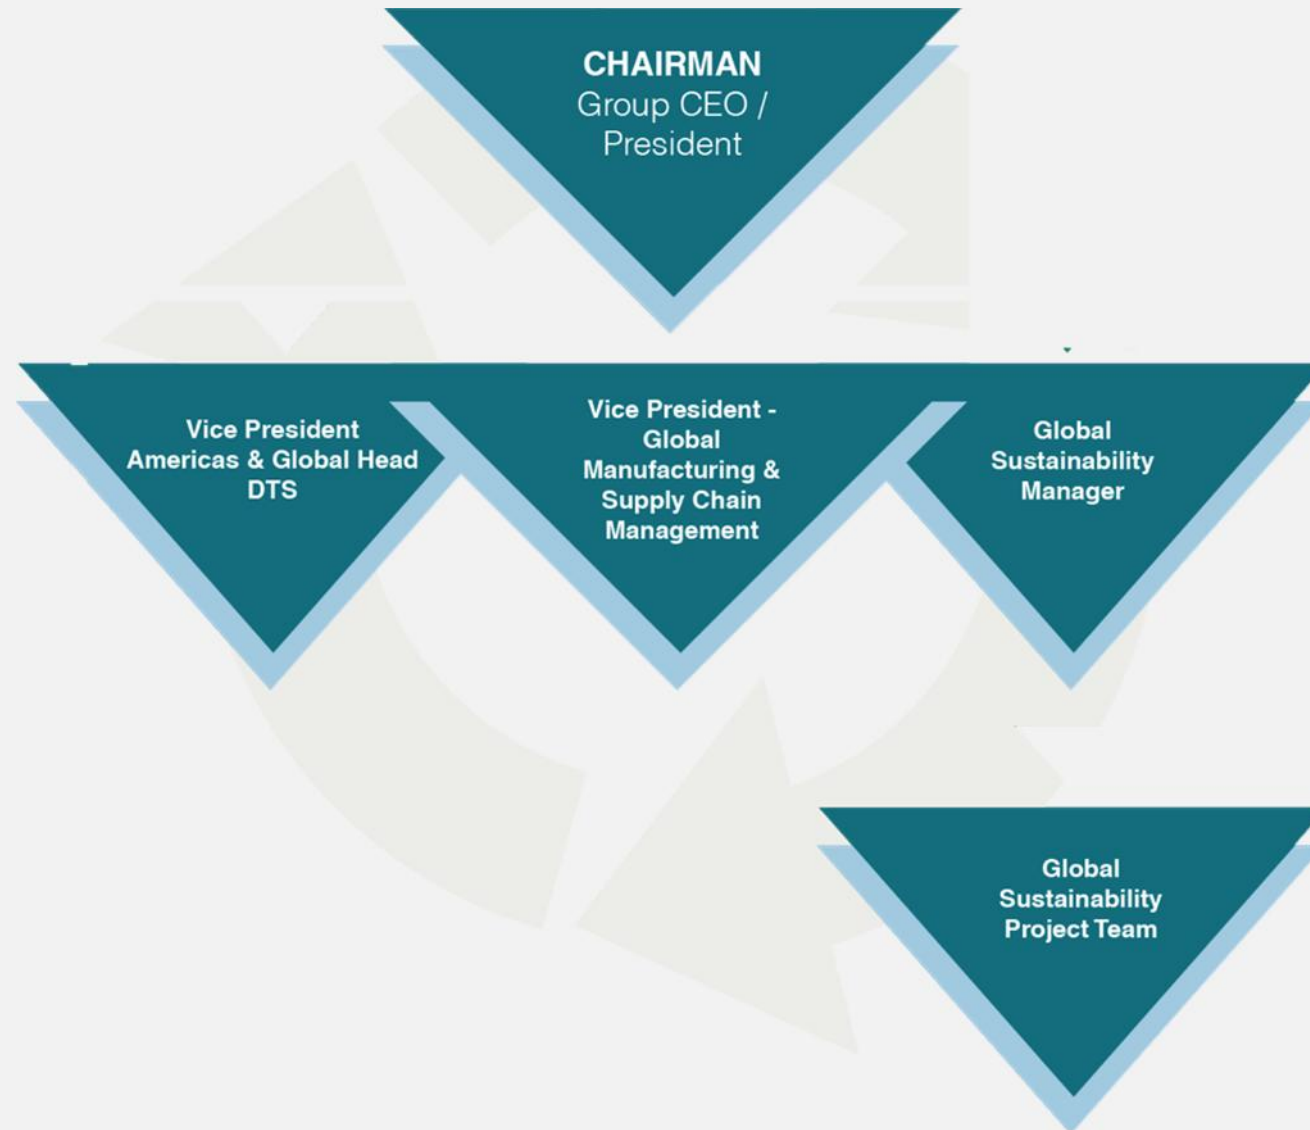 CHAIRMAN
Group CEO /
President
Vice President
Americas & Global Head
DTS
Vice President -
Global
Manufacturing &
Supply Chain
Management
Global
Sustainability
Manager
Global
Sustainability
Project Team